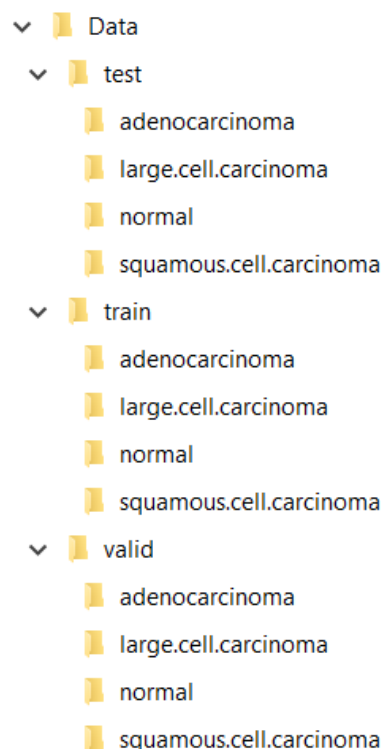 Data
test
adenocarcinoma
large.cell.carcinoma
normal
squamous.cell.carcinoma
train
adenocarcinoma
large.cell.carcinoma
normal
squamous.cell.carcinoma
valid
adenocarcinoma
large.cell.carcinoma
normal
squamous.cell.carcinoma